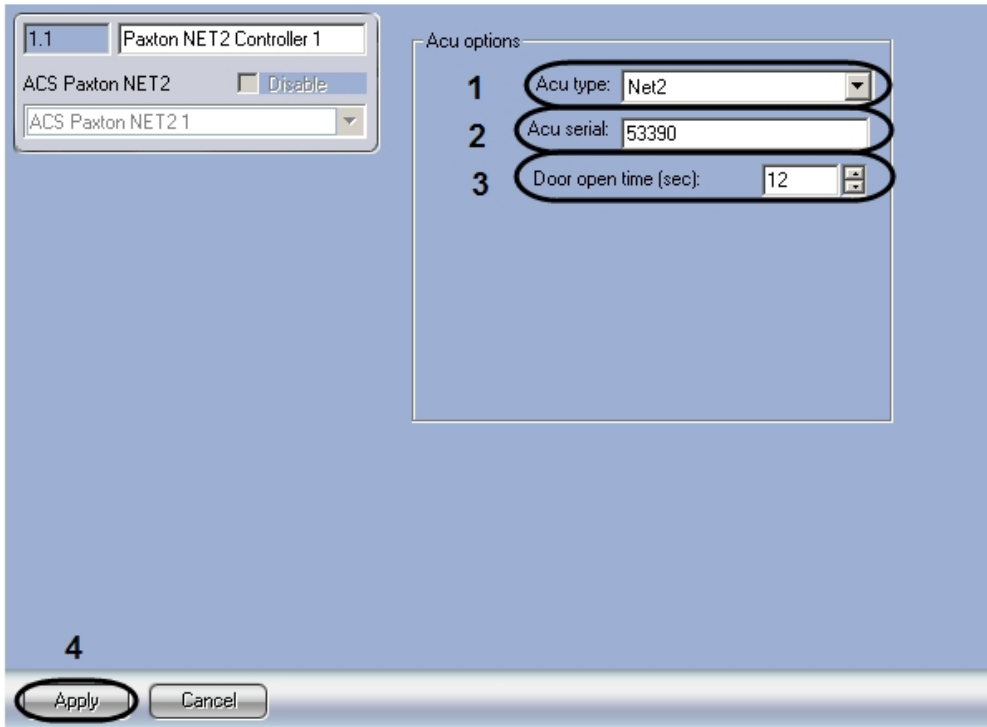 1.1 Paxton NET2 Controller 1
ACS Paxton NET2 Disable
ACS Paxton NET2 1
Acu options
1 Acu type: Net2
2 Acu serial: 53390
3 Door open time (sec): 12
4
Apply Cancel